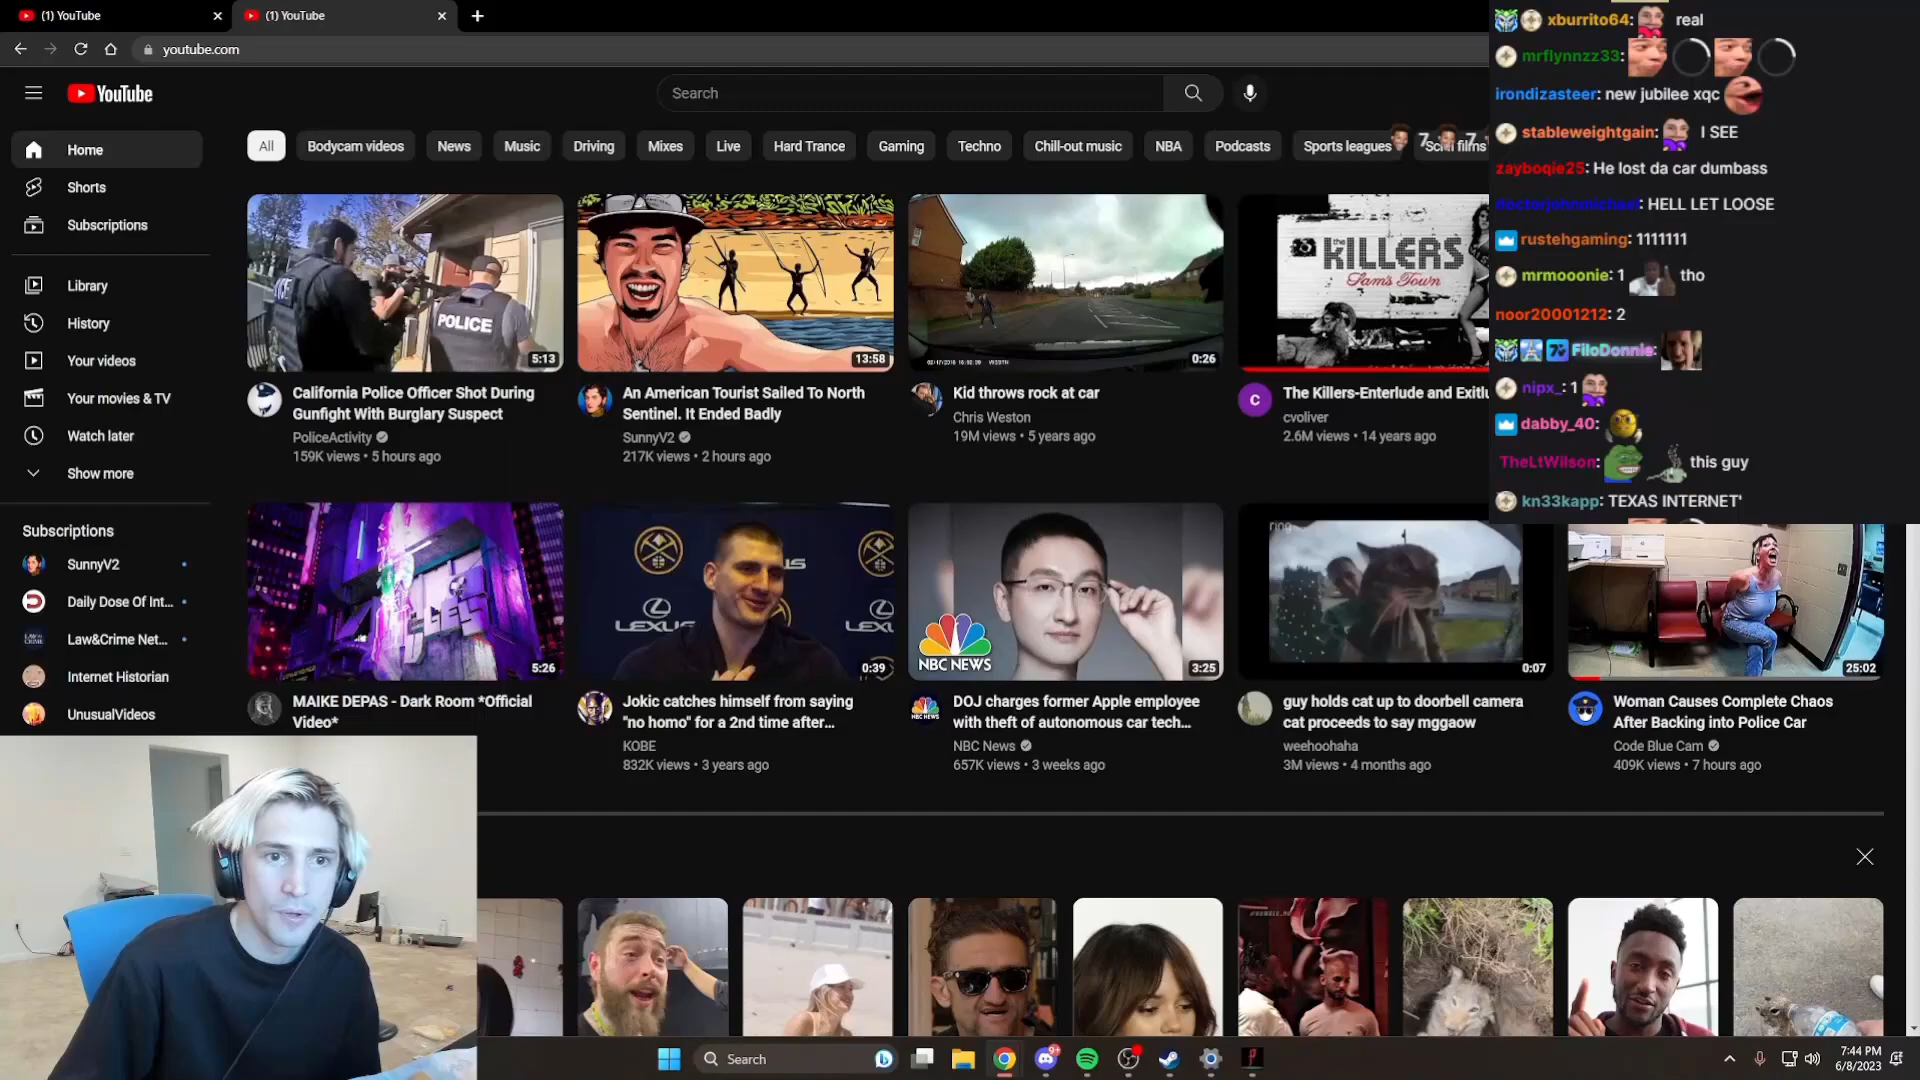 (1) YouTube
(1) YouTube
youtube.com
YouTube
Search
Home
Shorts
Subscriptions
Library
History
Your videos
Your movies & TV
Watch later
Show more
Subscriptions
SunnyV2
Daily Dose Of Int...
Law&Crime Net...
Internet Historian
UnusualVideos
All
Bodycam videos
News
Music
Driving
Mixes
Live
Hard Trance
Gaming
Techno
Chill-out music
NBA
Podcasts
Sports leagues
POLICE
5:13
California Police Officer Shot During
Gunfight With Burglary Suspect
PoliceActivity
159K views • 5 hours ago
13:58
An American Tourist Sailed To North
Sentinel. It Ended Badly
SunnyV2
217K views • 2 hours ago
0:26
Kid throws rock at car
Chris Weston
19M views • 5 years ago
the
KILLERS
Sam's Town
C
The Killers-Enterlude and Exitlu
cvoliver
2.6M views • 14 years ago
5:26
MAIKE DEPAS - Dark Room *Official
Video*
LEXUS
0:39
Jokic catches himself from saying
"no homo" for a 2nd time after...
KOBE
832K views • 3 years ago
NBC NEWS
3:25
DOJ charges former Apple employee
with theft of autonomous car tech...
NBC News
657K views • 3 weeks ago
ring
0:07
guy holds cat up to doorbell camera
cat proceeds to say mggaow
weehoohaha
3M views • 4 months ago
25:02
Woman Causes Complete Chaos
After Backing into Police Car
Code Blue Cam
409K views • 7 hours ago
xburrito64: real
mrflynnzz33:
irondizasteer: new jubilee xqc
stableweightgain: I SEE
zayboqie25: He lost da car dumbass
doctorjohnmichael: HELL LET LOOSE
rustehgaming: 1111111
mrmooonie: 1 tho
noor20001212: 2
FiloDonnie:
nipx_: 1
dabby_40:
TheLtWilson: this guy
kn33kapp: TEXAS INTERNET'
Search
9+
7:44 PM
6/8/2023